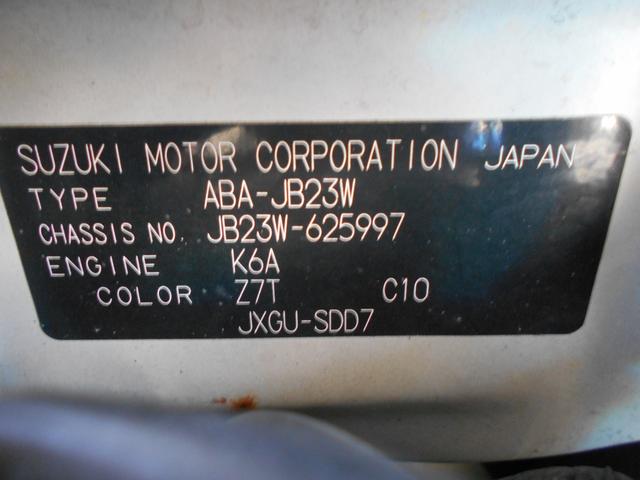 SUZUKI MOTOR CORPORATION JAPAN
TYPE ABA-JB23W
CHASSIS NO. JB23W-625997
ENGINE K6A
COLOR Z7T C10
JXGU-SDD7